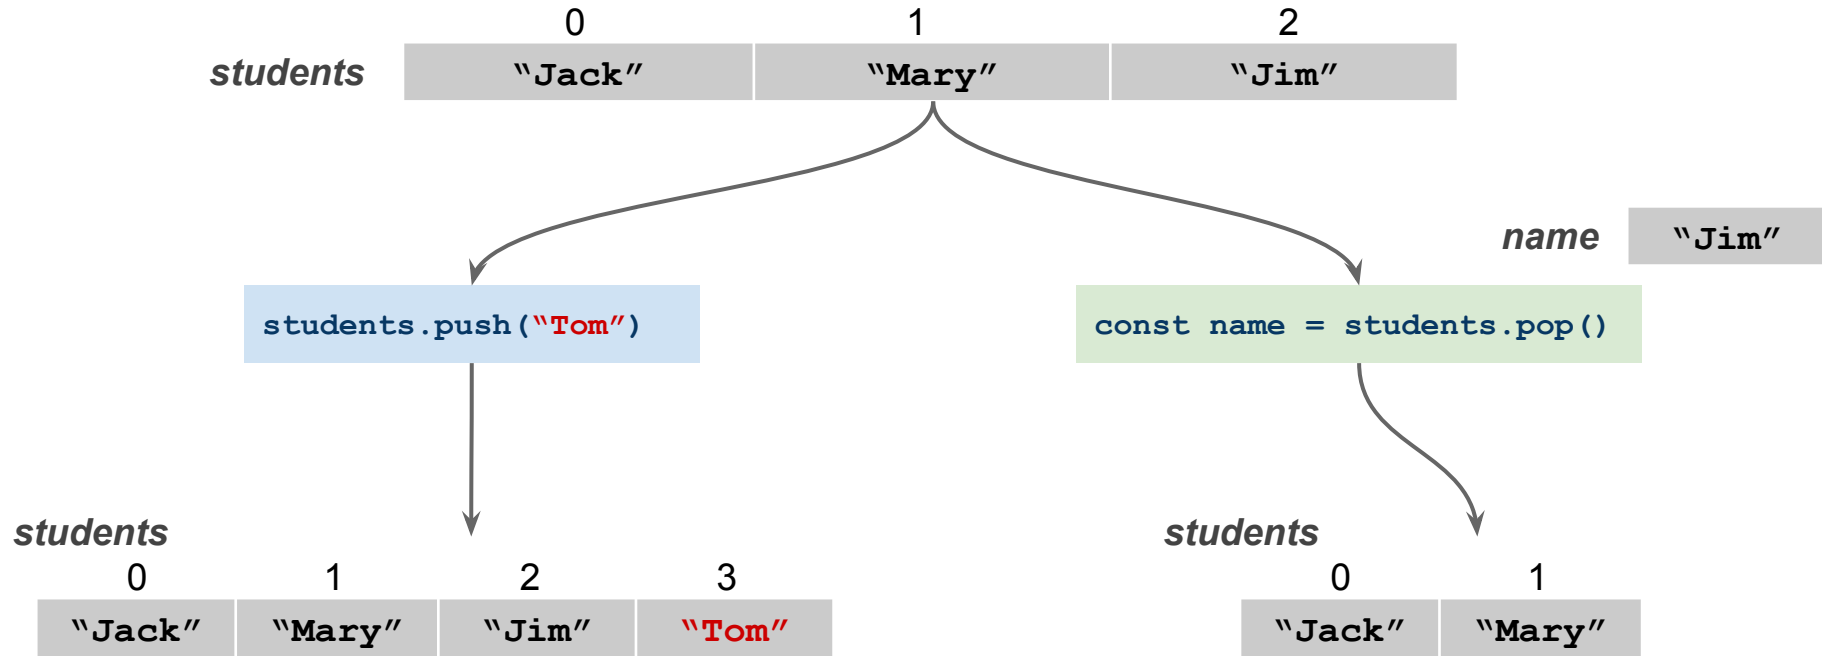 0 1 2
students “Jack” “Mary” “Jim”
name “Jim”
students.push(“Tom”)
const name = students.pop()
students
0 1 2 3
“Jack” “Mary” “Jim” “Tom”
students
0 1
“Jack” “Mary”